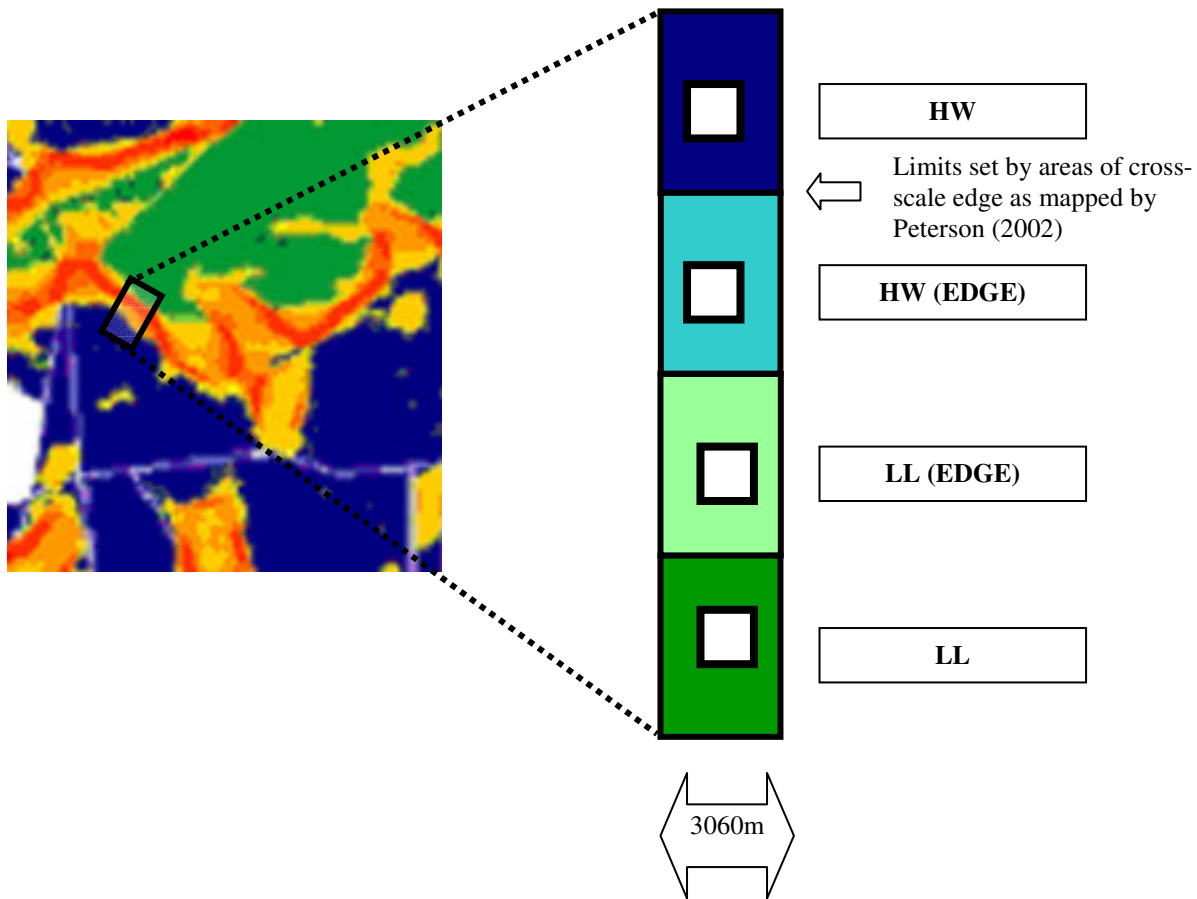 HW
Limits set by areas of cross-
scale edge as mapped by
Peterson (2002)
HW (EDGE)
LL (EDGE)
LL
3060m